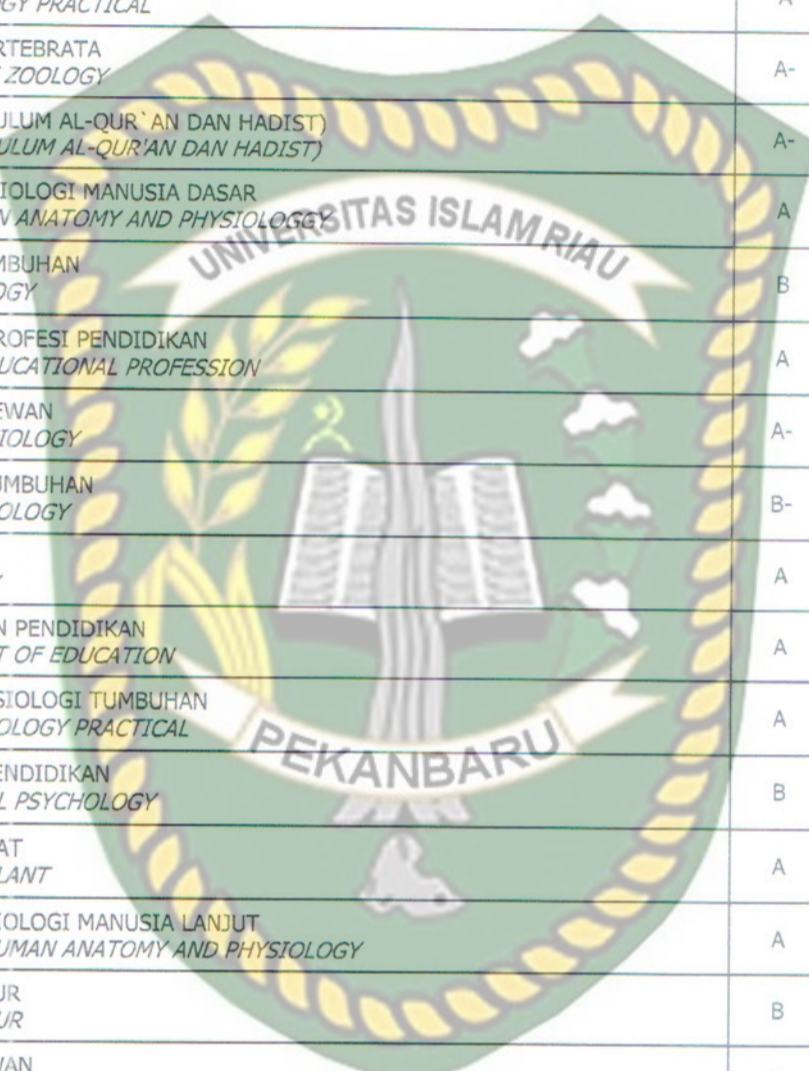 GY PRACTICAL
A
RTEBRATA
ZOOLOGY
A-
ULUM AL-QUR`AN DAN HADIST)
ULUM AL-QUR'AN DAN HADIST)
A-
IOLOGI MANUSIA DASAR
N ANATOMY AND PHYSIOLOGGY
A
UNIVERSITAS ISLAM RIAU
MBUHAN
OGY
B
ROFESI PENDIDIKAN
UCATIONAL PROFESSION
A
EWAN
IOLOGY
A-
UMBUHAN
OLOGY
B-
A
N PENDIDIKAN
T OF EDUCATION
A
SIOLOGI TUMBUHAN
OLOGY PRACTICAL
A
PEKANBARU
ENDIDIKAN
L PSYCHOLOGY
B
AT
LANT
A
IOLOGI MANUSIA LANJUT
UMAN ANATOMY AND PHYSIOLOGY
A
UR
UR
B
WAN